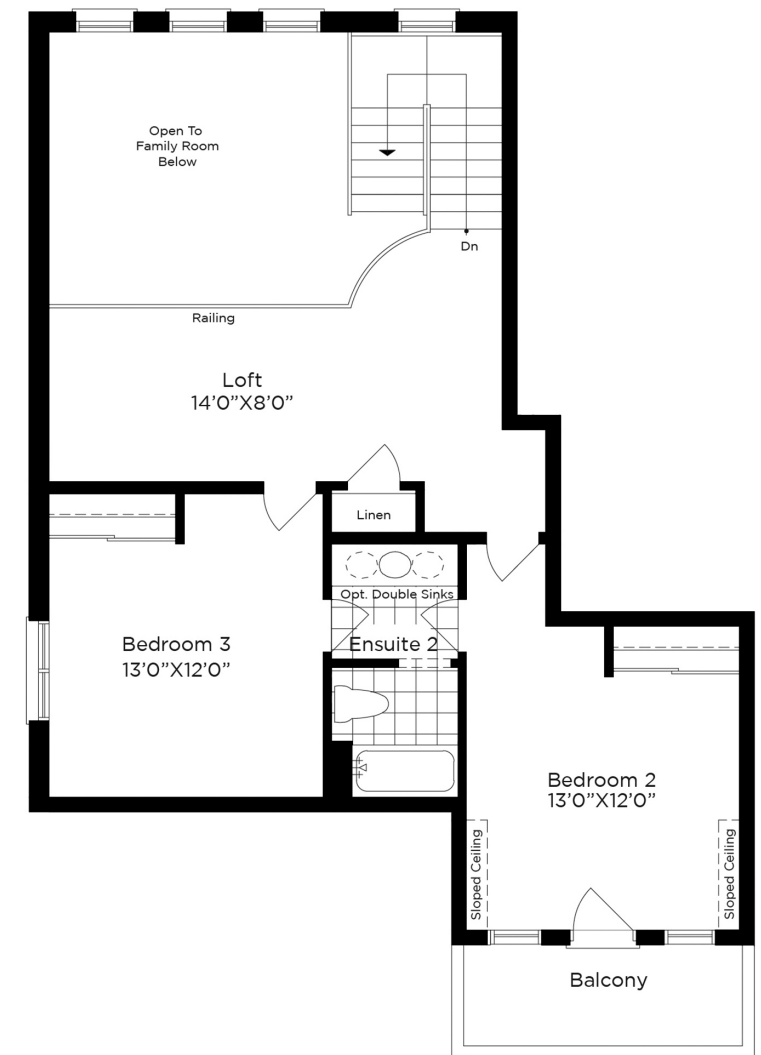 Open To
Family Room
Below
Dn
Railing
Loft
14’0”X8’0”
Linen
Opt. Double Sinks
Ensuite 2
Bedroom 3
13’0”X12’0”
Bedroom 2
13’0”X12’0”
Sloped Ceiling
Sloped Ceiling
Balcony